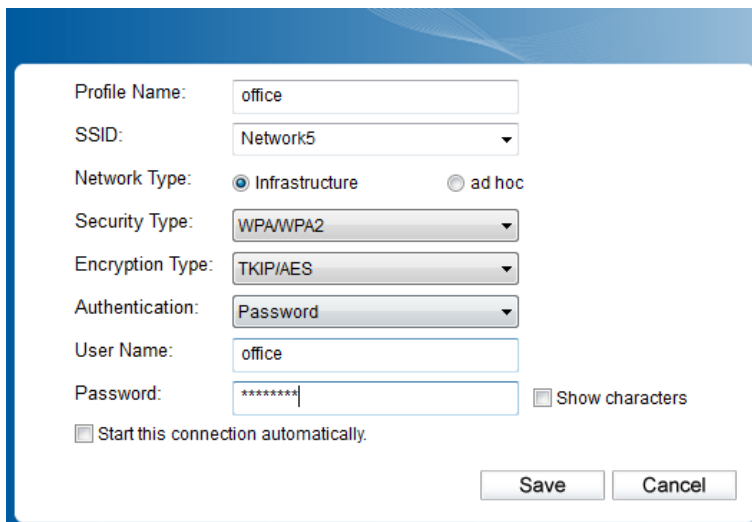 Profile Name: office
SSID: Network5
Network Type: Infrastructure ad hoc
Security Type: WPA/WPA2
Encryption Type: TKIP/AES
Authentication: Password
User Name: office
Password: ******** Show characters
Start this connection automatically.
Save Cancel